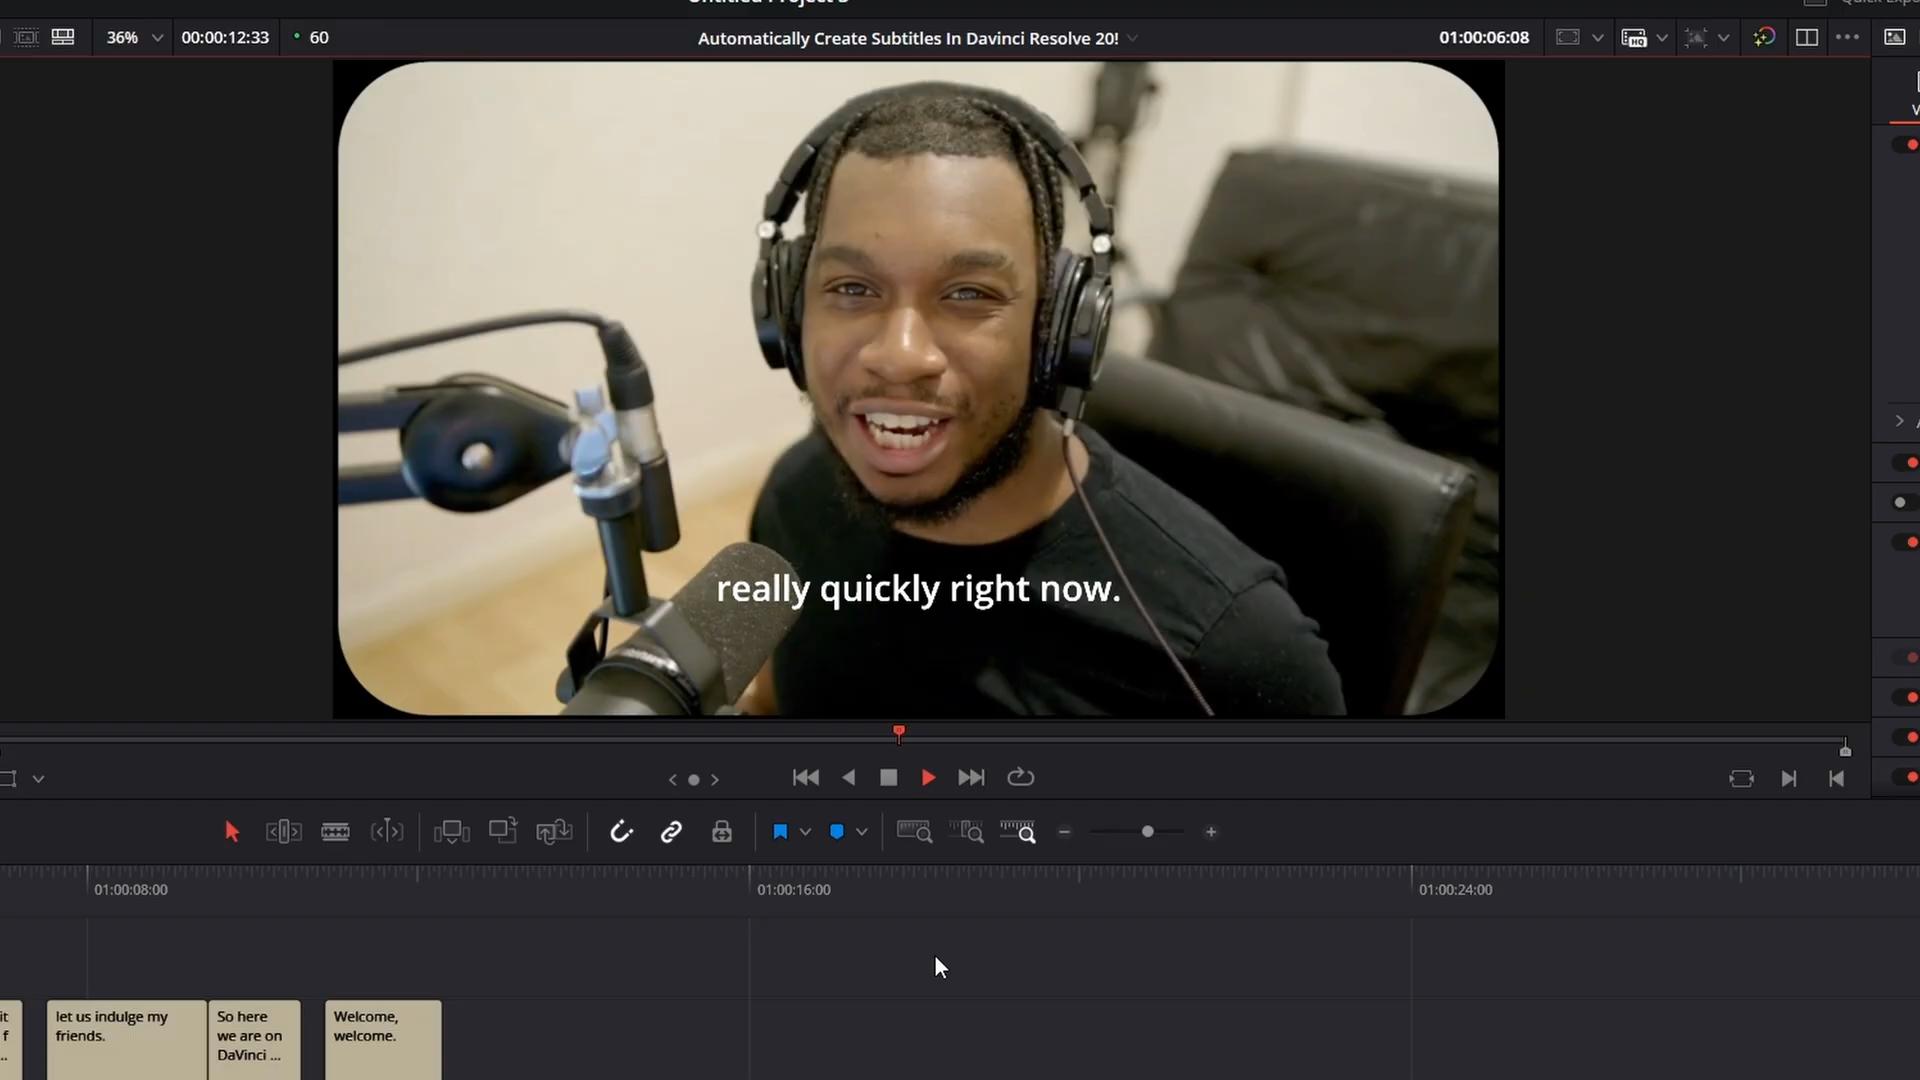 36%
00:00:12:33
60
Automatically Create Subtitles In Davinci Resolve 20!
01:00:06:08
HQ
really quickly right now.
01:00:08:00
01:00:16:00
01:00:24:00
it
f
...
let us indulge my
friends.
So here
we are on
DaVinci ...
Welcome,
welcome.